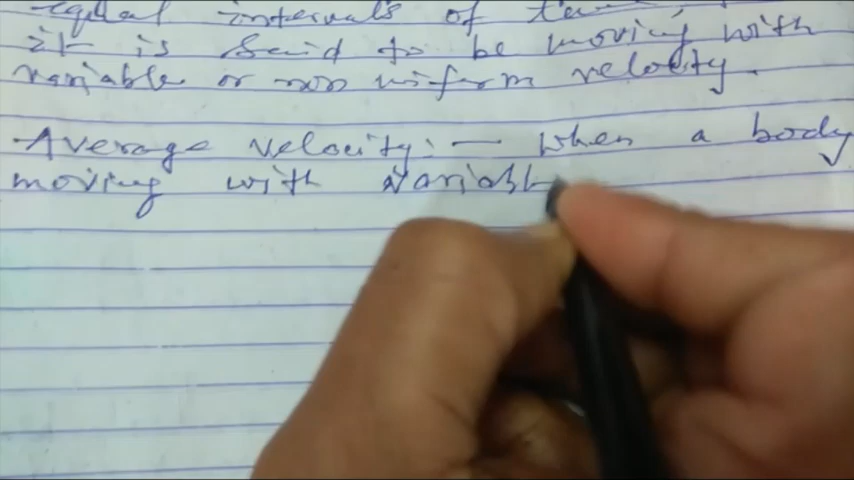 equal intervals of time,
it is said to be moving with
variable or non uniform velocity.
Average velocity:— When a body
moving with variabl